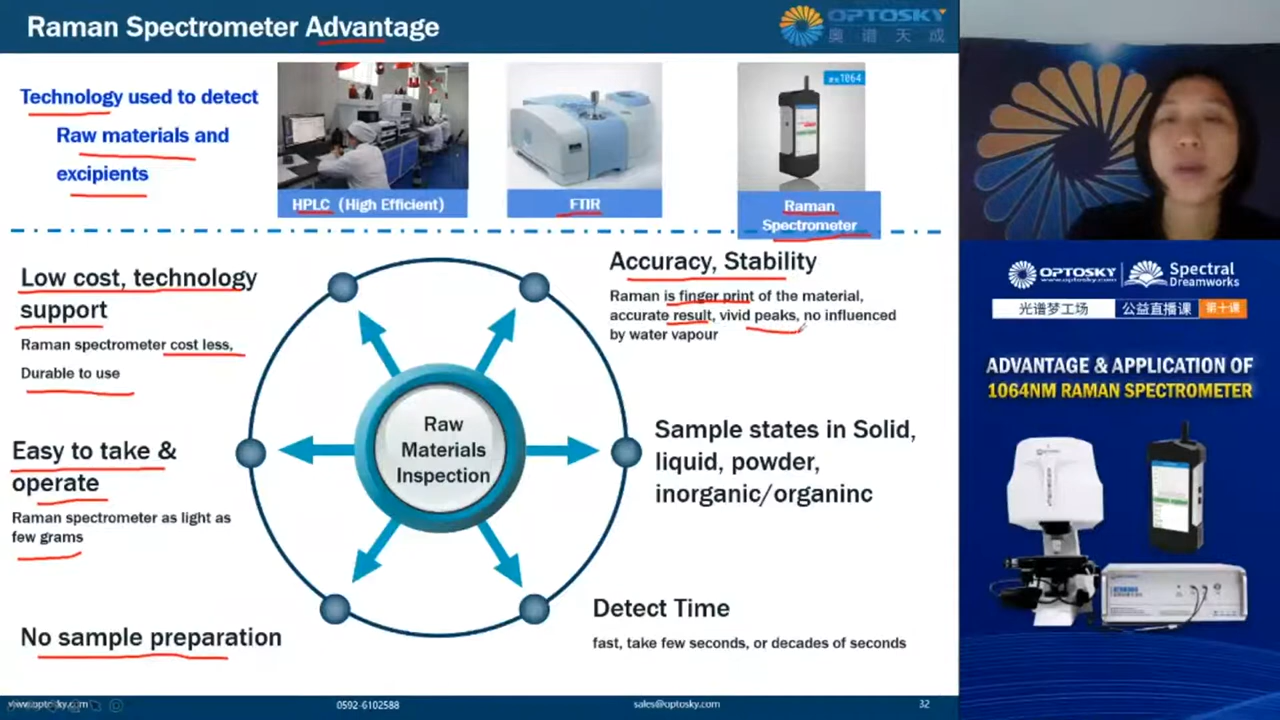 Raman Spectrometer Advantage
OPTOSKY
奥谱天成
Technology used to detect
Raw materials and
excipients
1064
HPLC (High Efficient)
FTIR
Raman
Spectrometer
Low cost, technology
support
Raman spectrometer cost less,
Durable to use
Easy to take &
operate
Raman spectrometer as light as
few grams
No sample preparation
Raw
Materials
Inspection
Accuracy, Stability
Raman is finger print of the material,
accurate result, vivid peaks, no influenced
by water vapour
Sample states in Solid,
liquid, powder,
inorganic/organinc
Detect Time
fast, take few seconds, or decades of seconds
www.optosky.com
0592-6102588
sales@optosky.com
32
OPTOSKY
www.optosky.com
Spectral
Dreamworks
光谱梦工场
公益直播课
第十课
ADVANTAGE & APPLICATION OF
1064NM RAMAN SPECTROMETER